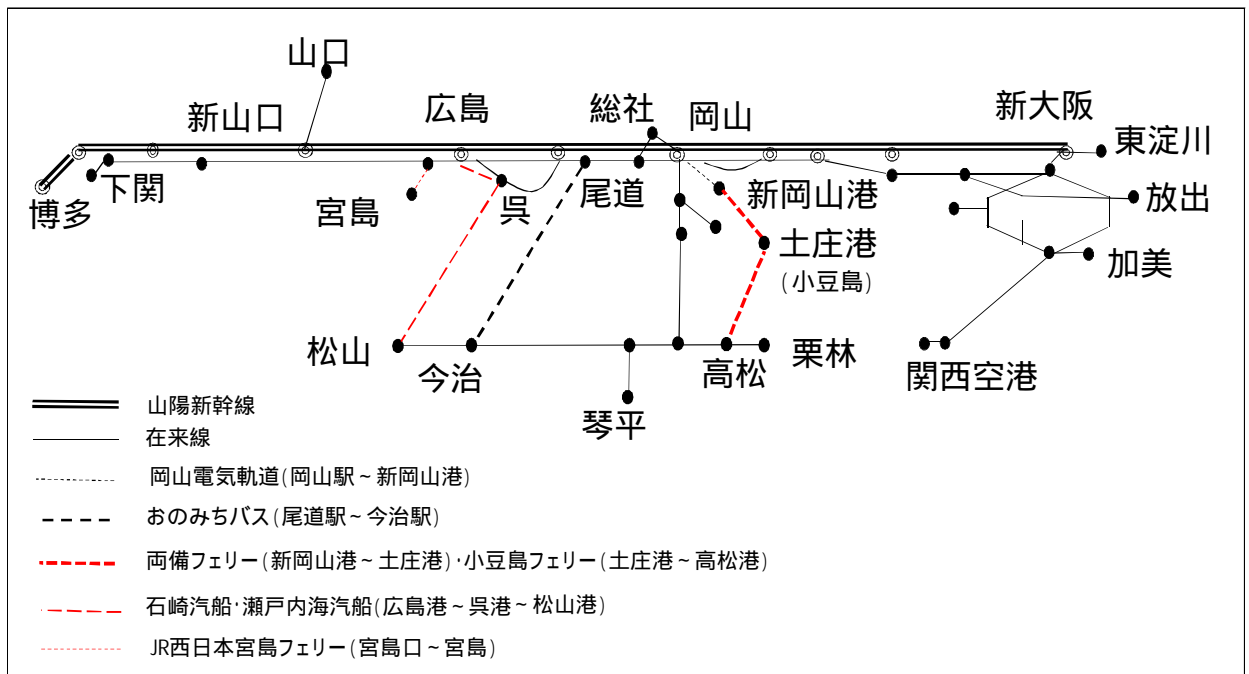 山口
新山口
広島
総社
岡山
新大阪
東淀川
博多
下関
宮島
呉
尾道
新岡山港
放出
土庄港
(小豆島)
加美
松山
今治
高松
栗林
関西空港
琴平
山陽新幹線
在来線
岡山電気軌道(岡山駅~新岡山港)
おのみちバス(尾道駅~今治駅)
両備フェリー(新岡山港~土庄港)・小豆島フェリー(土庄港~高松港)
石崎汽船・瀬戸内海汽船(広島港~呉港~松山港)
JR西日本宮島フェリー(宮島口~宮島)